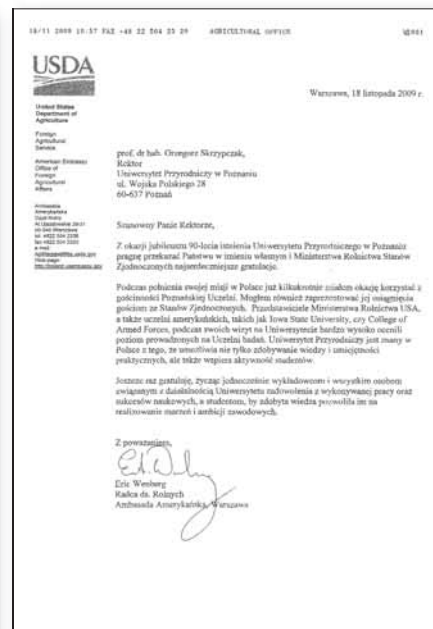 18/11 2009 10:57 FAX +48 22 504 23 20 AGRICULTURAL OFFICE
USDA
United States
Department of
Agriculture
Foreign
Agricultural
Service
American Embassy
Office of
Foreign
Agricultural
Affairs
Ambasada
Amerykańska
Al. Ujazdowskie 29/31
Warszawa, 18 listopada 2009 r.
prof. dr hab. Grzegorz Skrzypczak,
Rektor
Uniwersytet Przyrodniczy w Poznaniu
ul. Wojska Polskiego 28
60-637 Poznań
Szanowny Panie Rektorze,
Z okazji jubileuszu 90-lecia istnienia Uniwersytetu Przyrodniczego w Poznaniu
pragnę przekazać Państwu w imieniu własnym i Ministerstwa Rolnictwa Stanów
Zjednoczonych najserdeczniejsze gratulacje.
Podczas pełnienia swojej misji w Polsce już kilkakrotnie miałem okazję korzystać z
gościnności Poznańskiej Uczelni. Mogłem również zaprezentować jej osiągnięcia
gościom ze Stanów Zjednoczonych. Przedstawiciele Ministerstwa Rolnictwa USA,
a także uczelni amerykańskich, takich jak Iowa State University, czy College of
Armed Forces, podczas swoich wizyt na Uniwersytecie bardzo wysoko ocenili
poziom prowadzonych na Uczelni badań. Uniwersytet Przyrodniczy jest znany w
Polsce z tego, że umożliwia nie tylko zdobywanie wiedzy i umiejętności
praktycznych, ale także wspiera aktywność studentów.
Jeszcze raz gratuluję, życząc jednocześnie wykładowcom i wszystkim osobom
związanym z działalnością Uniwersytetu zadowolenia z wykonywanej pracy oraz
sukcesów naukowych, a studentom, by zdobyta wiedza pozwoliła im na
realizowanie marzeń i ambicji zawodowych.
Z poważaniem,
Eric Wenberg
Radca ds. Rolnych
Ambasada Amerykańska, Warszawa